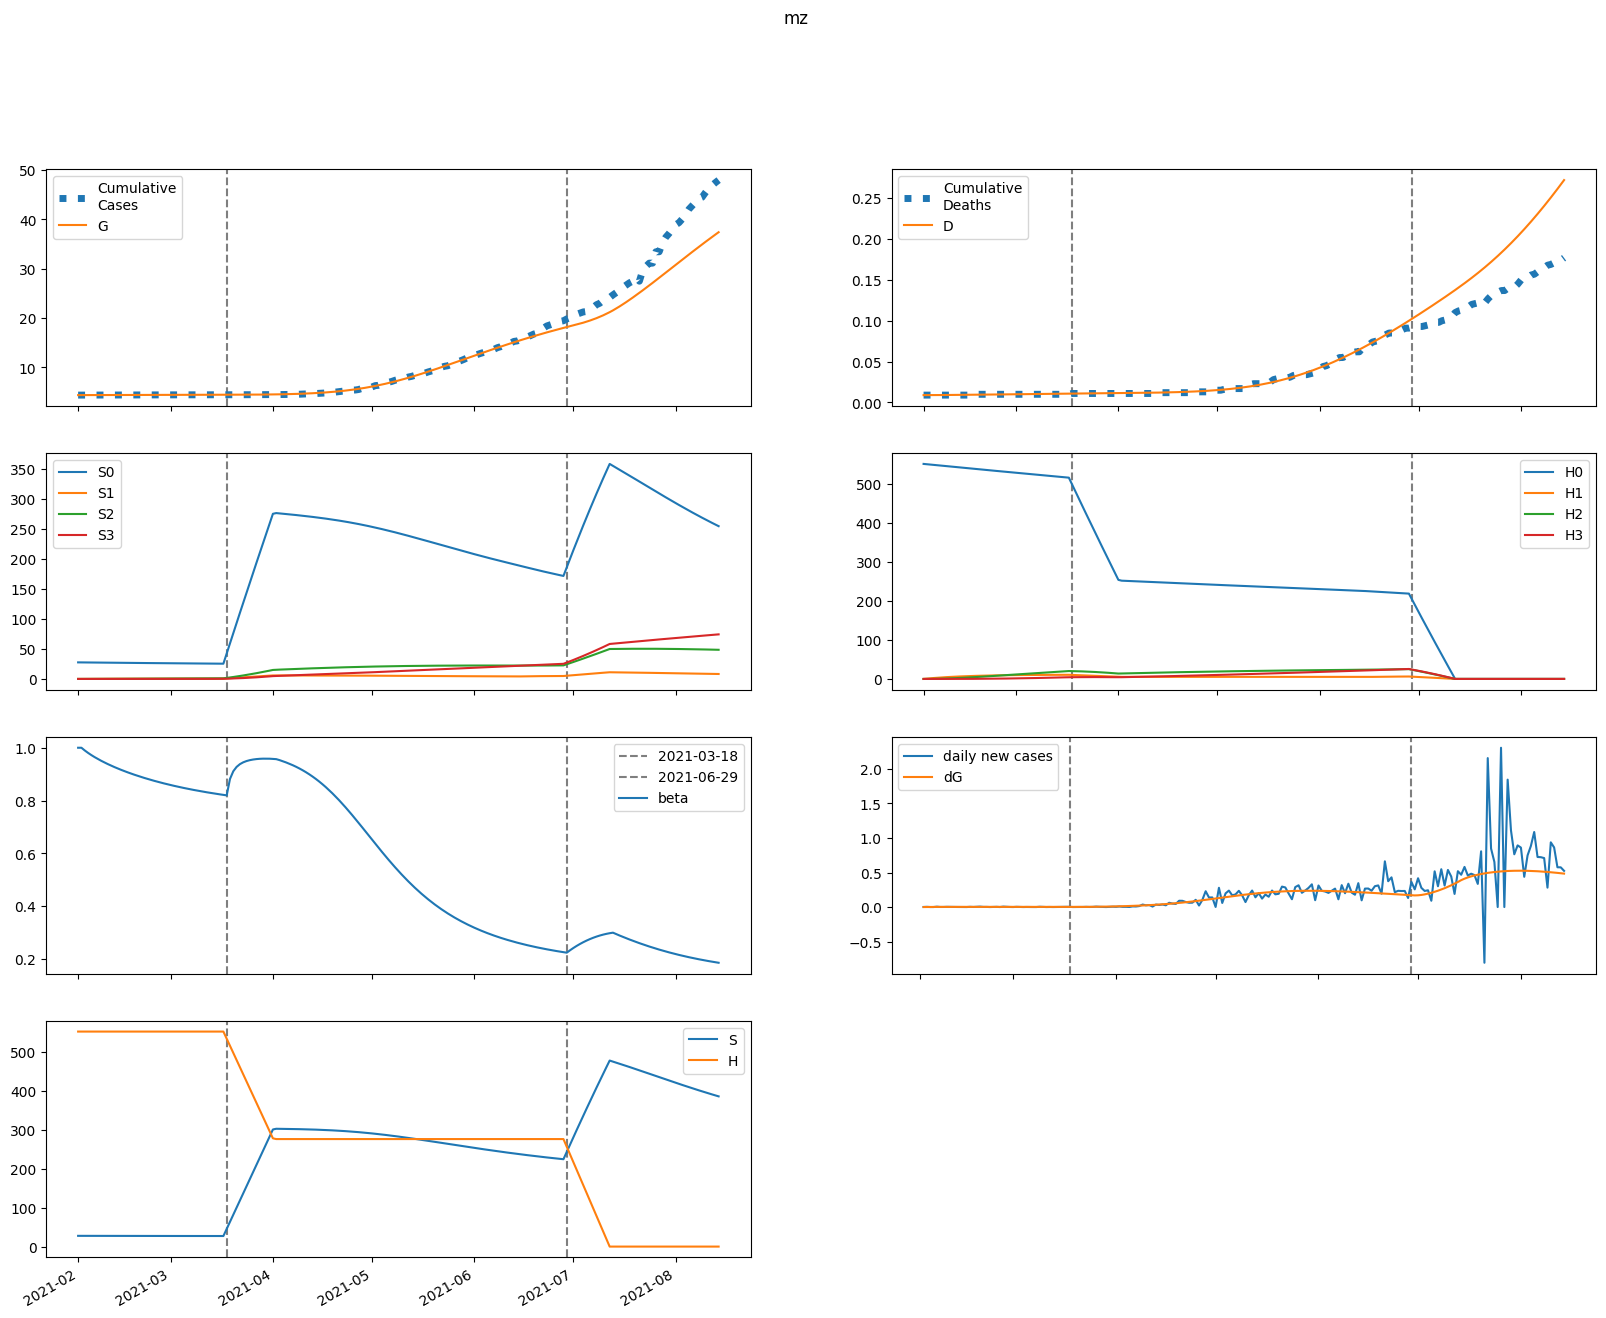 mz
50
40
30
20
10
Cumulative
Cases
G
0.25
0.20
0.15
0.10
0.05
0.00
Cumulative
Deaths
D
350
300
250
200
150
100
50
0
S0
S1
S2
S3
500
400
300
200
100
0
H0
H1
H2
H3
1.0
0.8
0.6
0.4
0.2
2021-03-18
2021-06-29
beta
2.0
1.5
1.0
0.5
0.0
−0.5
daily new cases
dG
500
400
300
200
100
0
S
H
2021-02
2021-03
2021-04
2021-05
2021-06
2021-07
2021-08